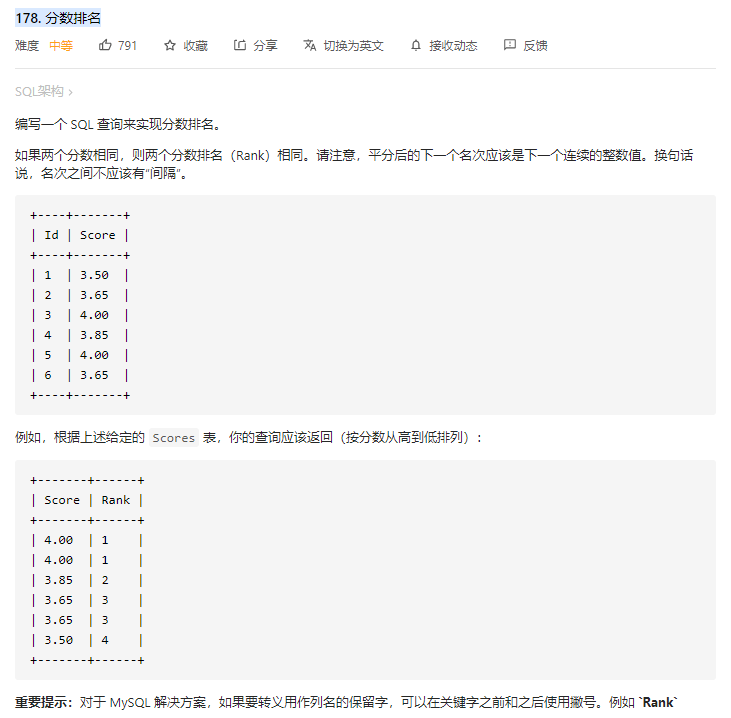 178. 分数排名
难度 中等 791 收藏 分享 切换为英文 接收动态 反馈
SQL架构 ›
编写一个 SQL 查询来实现分数排名。
如果两个分数相同，则两个分数排名（Rank）相同。请注意，平分后的下一个名次应该是下一个连续的整数值。换句话
说，名次之间不应该有“间隔”。
+----+-------+
| Id | Score |
+----+-------+
| 1  | 3.50  |
| 2  | 3.65  |
| 3  | 4.00  |
| 4  | 3.85  |
| 5  | 4.00  |
| 6  | 3.65  |
+----+-------+
例如，根据上述给定的 Scores 表，你的查询应该返回（按分数从高到低排列）：
+-------+------+
| Score | Rank |
+-------+------+
| 4.00  | 1    |
| 4.00  | 1    |
| 3.85  | 2    |
| 3.65  | 3    |
| 3.65  | 3    |
| 3.50  | 4    |
+-------+------+
重要提示：对于 MySQL 解决方案，如果要转义用作列名的保留字，可以在关键字之前和之后使用撇号。例如 `Rank`